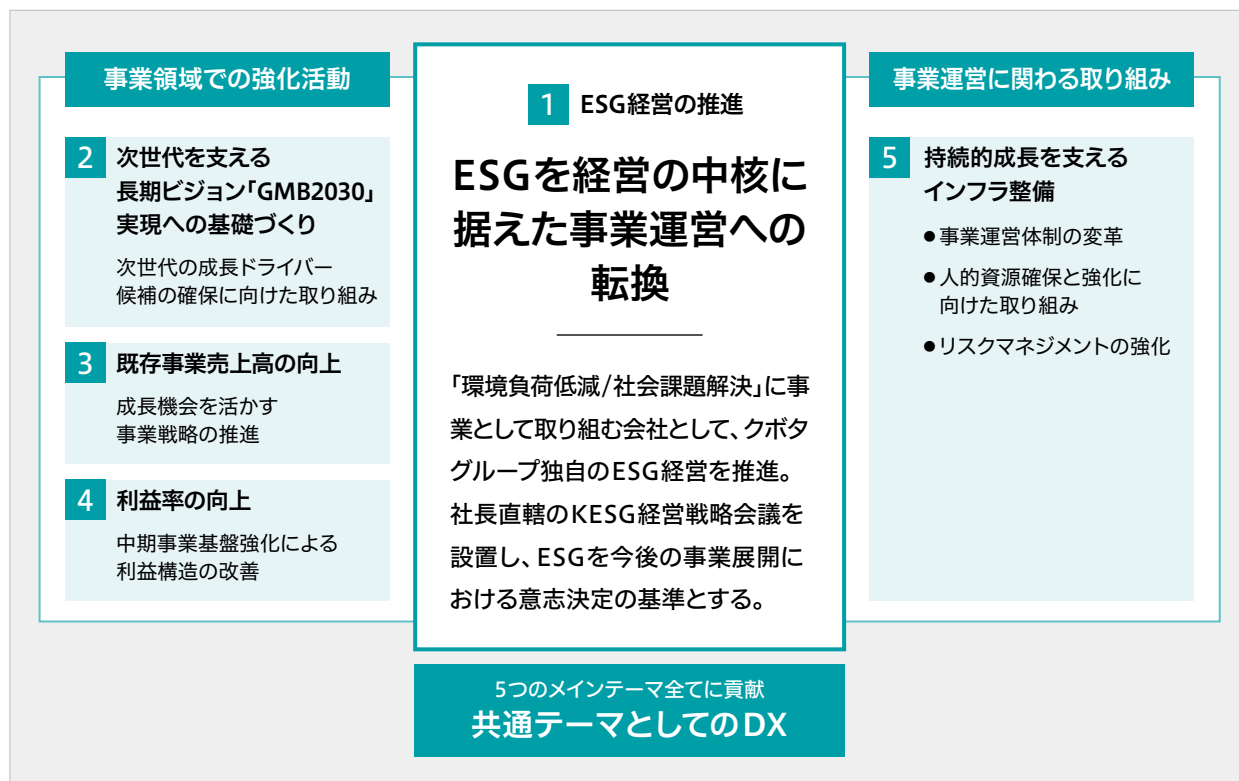 事業領域での強化活動
2 次世代を支える
長期ビジョン「GMB2030」
実現への基礎づくり
次世代の成長ドライバー
候補の確保に向けた取り組み
3 既存事業売上高の向上
成長機会を活かす
事業戦略の推進
4 利益率の向上
中期事業基盤強化による
利益構造の改善
1 ESG経営の推進
ESGを経営の中核に
据えた事業運営への
転換
「環境負荷低減/社会課題解決」に事
業として取り組む会社として、クボタ
グループ独自のESG経営を推進。
社長直轄のKESG経営戦略会議を
設置し、ESGを今後の事業展開に
おける意志決定の基準とする。
事業運営に関わる取り組み
5 持続的成長を支える
インフラ整備
●事業運営体制の変革
●人的資源確保と強化に
向けた取り組み
●リスクマネジメントの強化
5つのメインテーマ全てに貢献
共通テーマとしてのDX